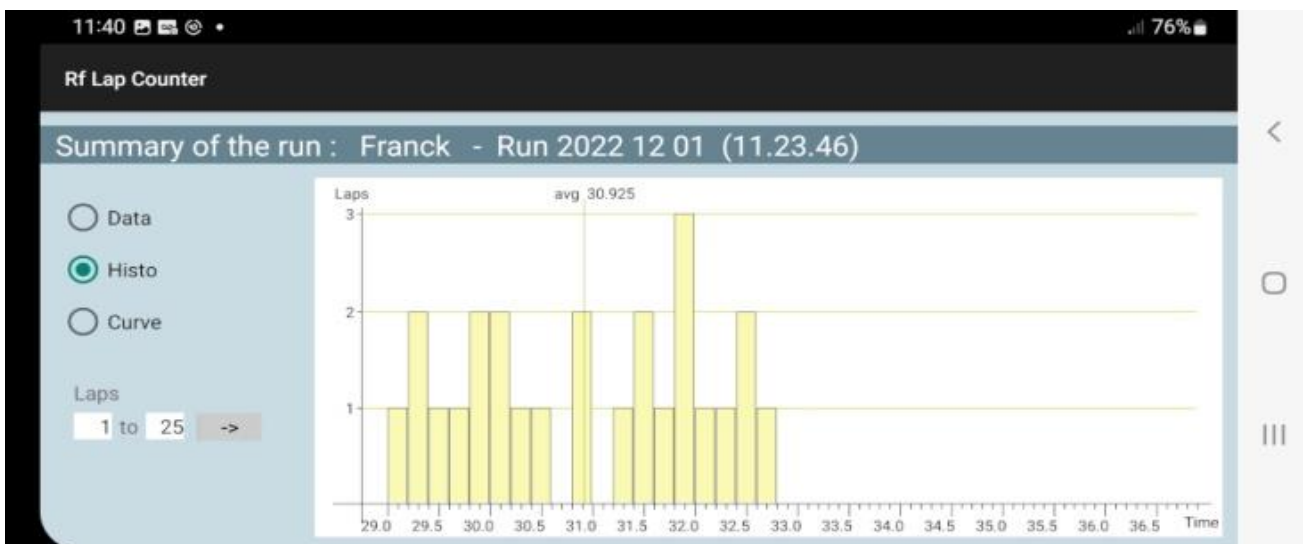 11:40
76%
Rf Lap Counter
Summary of the run : Franck - Run 2022 12 01 (11.23.46)
Data
Histo
Curve
Laps
1 to 25 ->
Laps
avg 30.925
3
2
1
29.0 29.5 30.0 30.5 31.0 31.5 32.0 32.5 33.0 33.5 34.0 34.5 35.0 35.5 36.0 36.5 Time